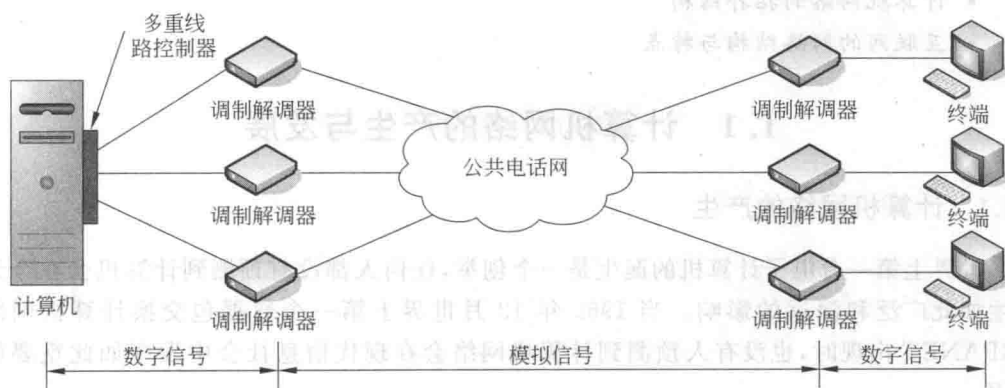 多重线
路控制器
调制解调器
调制解调器
终端
公共电话网
调制解调器
调制解调器
终端
计算机
调制解调器
调制解调器
终端
数字信号
模拟信号
数字信号
1.1 计算机网络的产生与发展